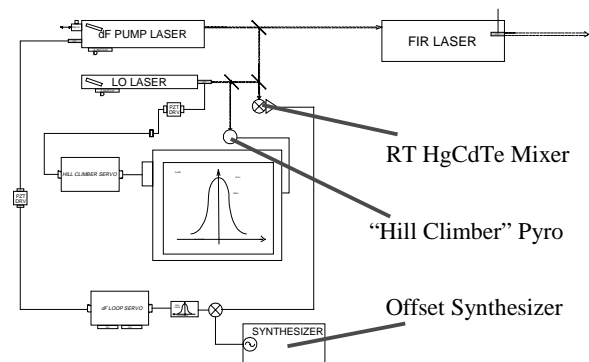 dF PUMP LASER
FIR LASER
LO LASER
PZT
DRV
RT HgCdTe Mixer
HILL CLIMBER SERVO
PZT
DRV
“Hill Climber” Pyro
dF LOOP SERVO
Offset Synthesizer
SYNTHESIZER